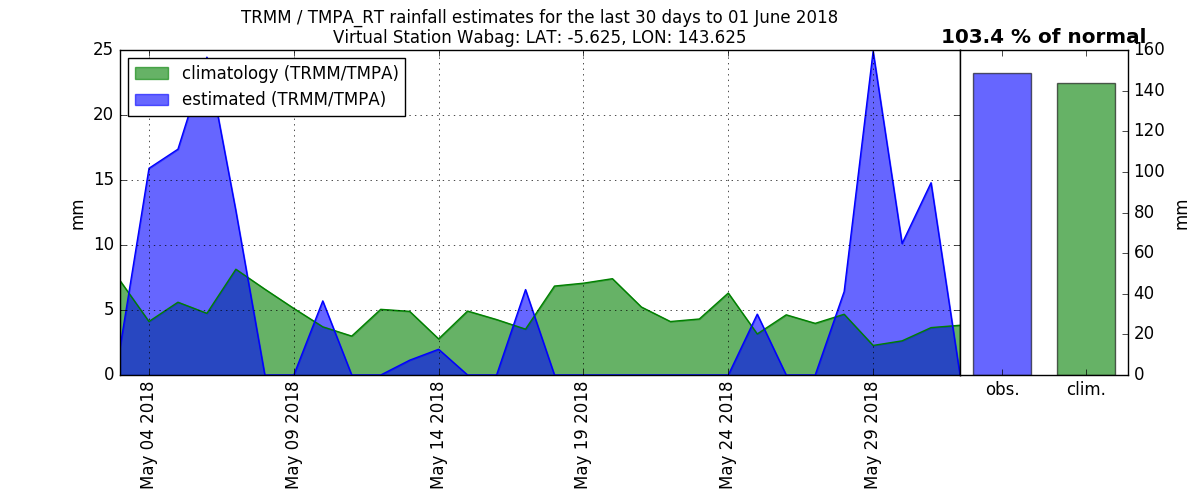 TRMM / TMPA_RT rainfall estimates for the last 30 days to 01 June 2018
Virtual Station Wabag: LAT: -5.625, LON: 143.625
103.4 % of normal
climatology (TRMM/TMPA)
estimated (TRMM/TMPA)
25
20
15
10
5
0
mm
May 04 2018
May 09 2018
May 14 2018
May 19 2018
May 24 2018
May 29 2018
obs.
clim.
160
140
120
100
80
60
40
20
0
mm